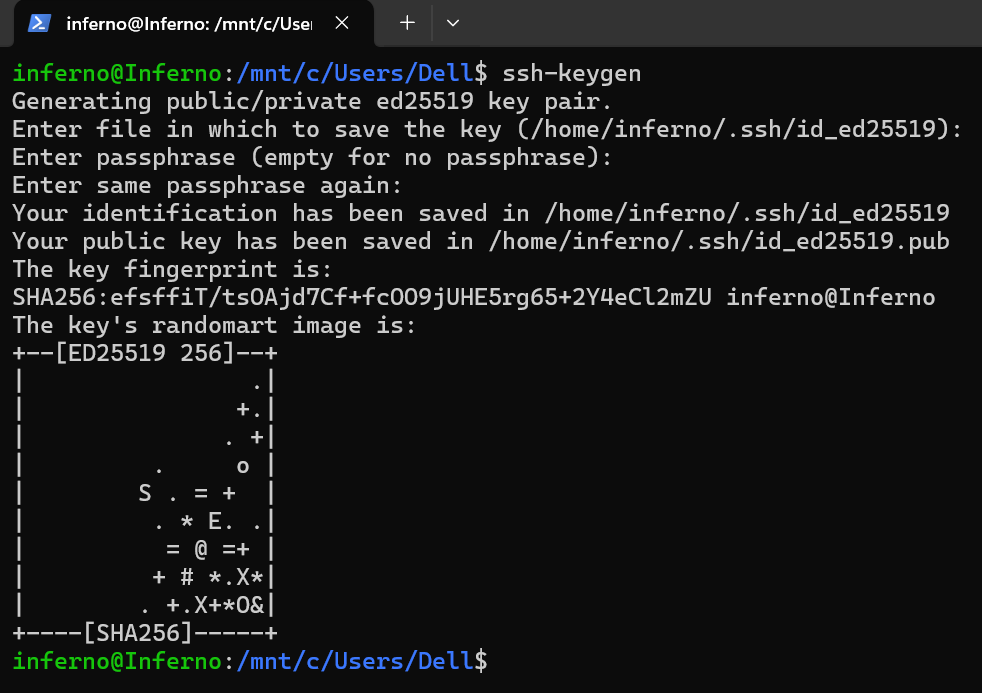 inferno@Inferno: /mnt/c/Use
inferno@Inferno:/mnt/c/Users/Dell$ ssh-keygen
Generating public/private ed25519 key pair.
Enter file in which to save the key (/home/inferno/.ssh/id_ed25519):
Enter passphrase (empty for no passphrase):
Enter same passphrase again:
Your identification has been saved in /home/inferno/.ssh/id_ed25519
Your public key has been saved in /home/inferno/.ssh/id_ed25519.pub
The key fingerprint is:
SHA256:efsffiT/tsOAjd7Cf+fcOO9jUHE5rg65+2Y4eCl2mZU inferno@Inferno
The key's randomart image is:
+--[ED25519 256]--+
|                .|
|               +.|
|              . +|
|         .     o |
|        S . = +  |
|         . * E. .|
|          = @ =+ |
|         + # *.X*|
|        . +.X+*O&|
+----[SHA256]-----+
inferno@Inferno:/mnt/c/Users/Dell$